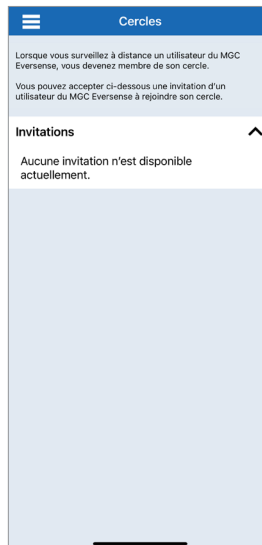 Cercles
Lorsque vous surveillez à distance un utilisateur du MGC
Eversense, vous devenez membre de son cercle.
Vous pouvez accepter ci-dessous une invitation d'un
utilisateur du MGC Eversense à rejoindre son cercle.
Invitations
Aucune invitation n'est disponible
actuellement.